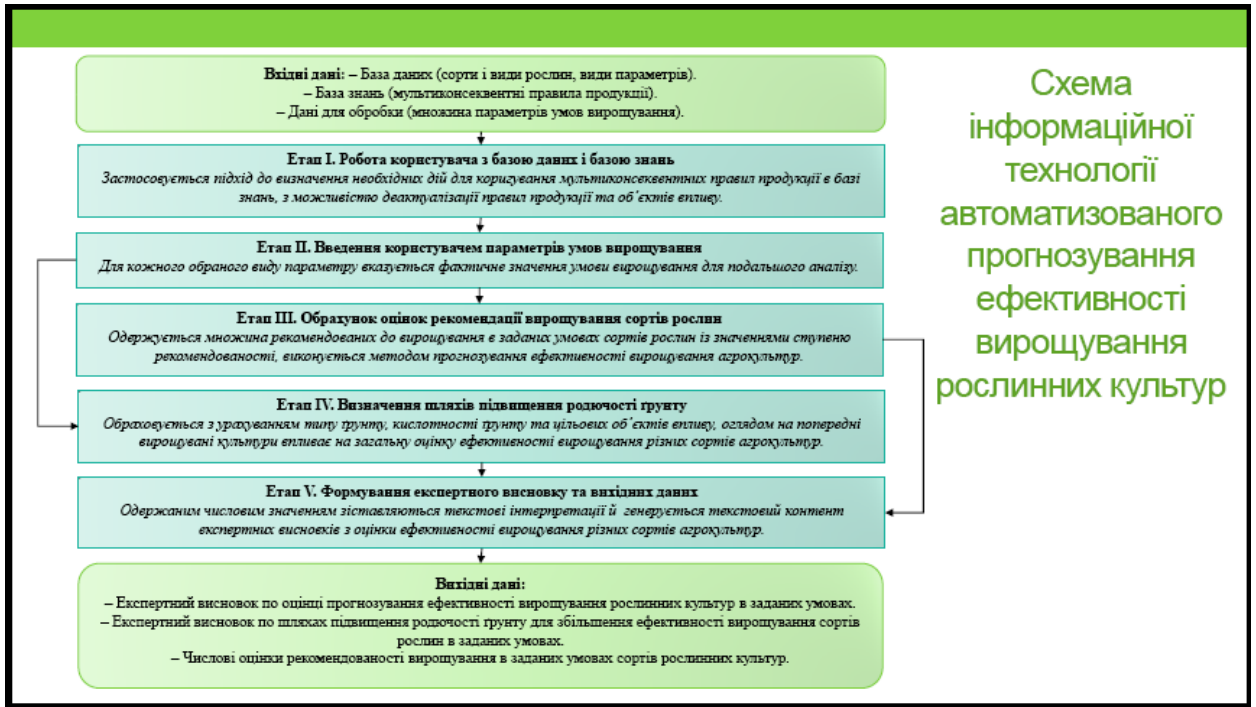 Вхідні дані: – База даних (сорти і види рослин, види параметрів).
– База знань (мультиконсеквентні правила продукції).
– Дані для обробки (множина параметрів умов вирощування).
Етап I. Робота користувача з базою даних і базою знань
Застосовується підхід до визначення необхідних дій для коригування мультиконсеквентних правил продукції в базі
знань, з можливістю деактуалізації правил продукції та об´єктів впливу.
Етап II. Введення користувачем параметрів умов вирощування
Для кожного обраного виду параметру вказується фактичне значення умови вирощування для подальшого аналізу.
Етап III. Обрахунок оцінок рекомендації вирощування сортів рослин
Одержується множина рекомендованих до вирощування в заданих умовах сортів рослин із значеннями ступеню
рекомендованості, виконується методом прогнозування ефективності вирощування агрокультур.
Етап IV. Визначення шляхів підвищення родючості ґрунту
Обраховується з урахуванням типу ґрунту, кислотності ґрунту та цільових об´єктів впливу, оглядом на попередні
вирощувані культури впливає на загальну оцінку ефективності вирощування різних сортів агрокультур.
Етап V. Формування експертного висновку та вихідних даних
Одержаним числовим значенням зіставляються текстові інтерпретації й генерується текстовий контент
експертних висновків з оцінки ефективності вирощування різних сортів агрокультур.
Вихідні дані:
– Експертний висновок по оцінці прогнозування ефективності вирощування рослинних культур в заданих умовах.
– Експертний висновок по шляхах підвищення родючості ґрунту для збільшення ефективності вирощування сортів
рослин в заданих умовах.
– Числові оцінки рекомендованості вирощування в заданих умовах сортів рослинних культур.
Схема
інформаційної
технології
автоматизованого
прогнозування
ефективності
вирощування
рослинних культур